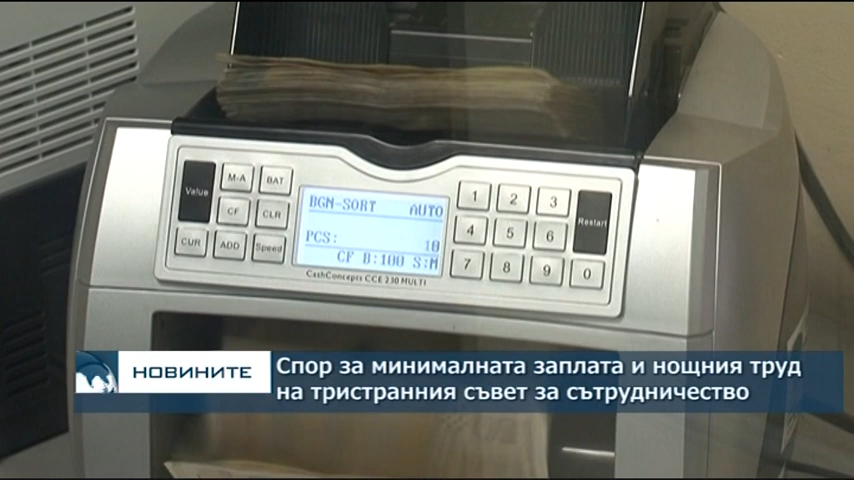 Value
M-A
BAT
CF
CLR
CUR
ADD
Speed
BGN-SORT AUTO
PCS: 10
CF B:100 S:M
1 2 3
4 5 6
7 8 9 0
Restart
CashConcepts CCE 230 MULTI
НОВИНИТЕ
Спор за минималната заплата и нощния труд
на тристранния съвет за сътрудничество